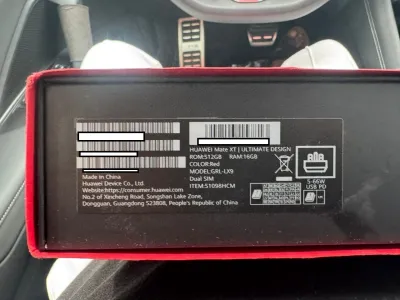 HUAWEI Mate XT | ULTIMATE DESIGN
ROM:512GB RAM:16GB
COLOR:Red
MODEL:GRL-LX9
Dual SIM
ITEM:51098HCM
Made in China
Huawei Device Co., Ltd.
Website:https://consumer.huawei.com
No.2 of Xincheng Road, Songshan Lake Zone,
Dongguan, Guangdong 523808, People's Republic of China
5-66W
USB PD